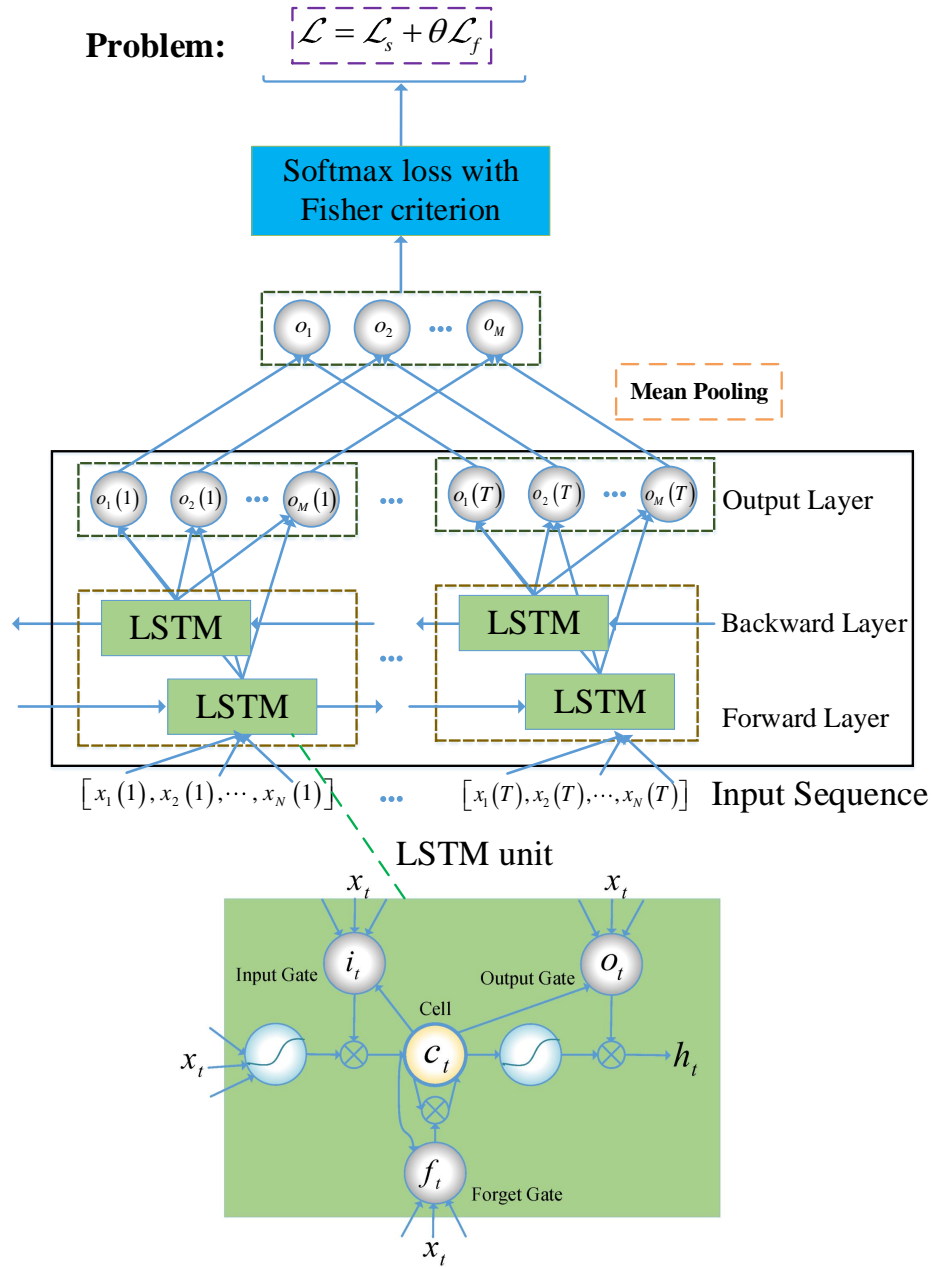 Problem: ℒ = ℒ_s + θℒ_f
Softmax loss with
Fisher criterion
o_1 o_2 ··· o_M
Mean Pooling
o_1(1) o_2(1) ··· o_M(1) ··· o_1(T) o_2(T) ··· o_M(T) Output Layer
LSTM LSTM Backward Layer
···
LSTM LSTM Forward Layer
[x_1(1), x_2(1), ···, x_N(1)] ··· [x_1(T), x_2(T), ···, x_N(T)] Input Sequence
LSTM unit
x_t x_t
Input Gate i_t Output Gate o_t
Cell
x_t c_t h_t
f_t
Forget Gate
x_t